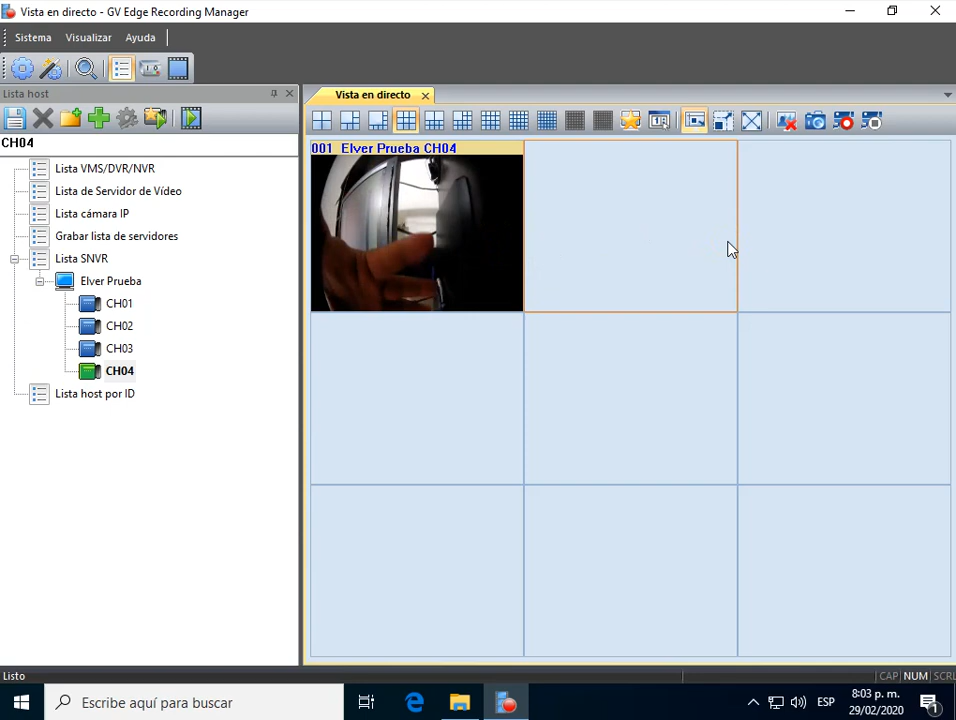 Vista en directo - GV Edge Recording Manager
Sistema Visualizar Ayuda
Lista host
Vista en directo
CH04
001 Elver Prueba CH04
Lista VMS/DVR/NVR
Lista de Servidor de Vídeo
Lista cámara IP
Grabar lista de servidores
Lista SNVR
Elver Prueba
CH01
CH02
CH03
CH04
Lista host por ID
Listo
CAP NUM SCRL
Escribe aquí para buscar
ESP
8:03 p. m.
29/02/2020
1